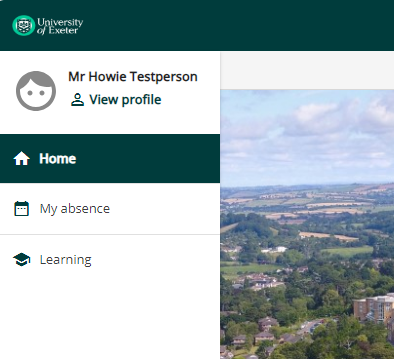 University
of Exeter
Mr Howie Testperson
View profile
Home
My absence
Learning